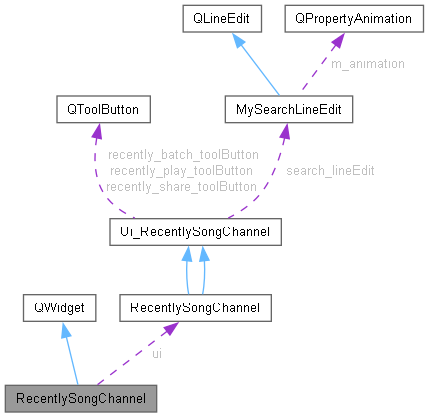 QLineEdit
QPropertyAnimation
m_animation
QToolButton
MySearchLineEdit
recently_batch_toolButton
recently_play_toolButton
recently_share_toolButton
search_lineEdit
Ui_RecentlySongChannel
QWidget
RecentlySongChannel
ui
RecentlySongChannel